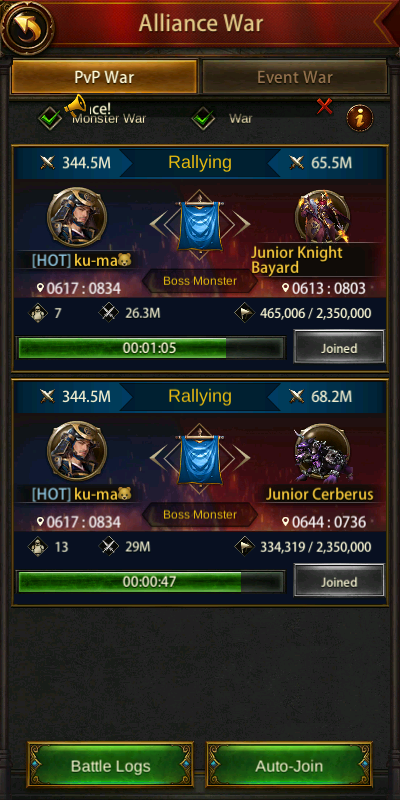 Alliance War
PvP War
Event War
ce!
Monster War
War
344.5M
Rallying
65.5M
[HOT] ku-ma
Junior Knight
Bayard
Boss Monster
0617 : 0834
0613 : 0803
7
26.3M
465,006 / 2,350,000
00:01:05
Joined
344.5M
Rallying
68.2M
[HOT] ku-ma
Junior Cerberus
Boss Monster
0617 : 0834
0644 : 0736
13
29M
334,319 / 2,350,000
00:00:47
Joined
Battle Logs
Auto-Join